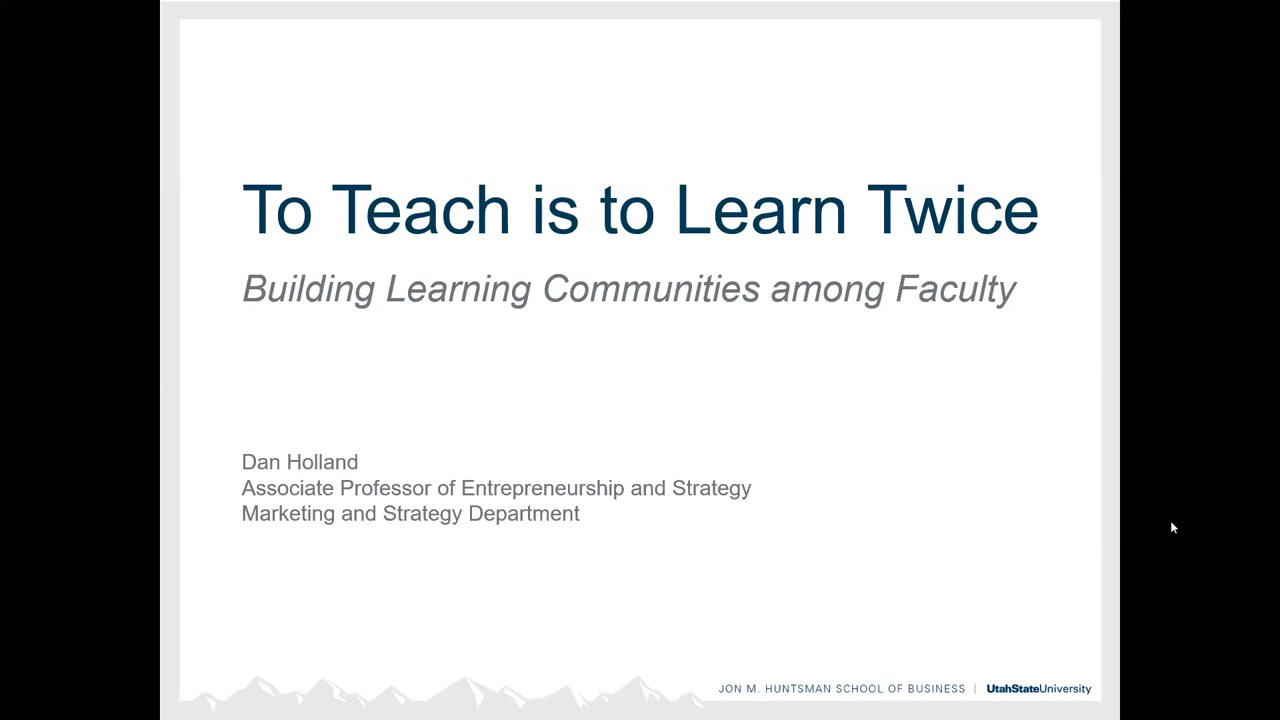 To Teach is to Learn Twice
Building Learning Communities among Faculty
Dan Holland
Associate Professor of Entrepreneurship and Strategy
Marketing and Strategy Department
JON M. HUNTSMAN SCHOOL OF BUSINESS | UtahStateUniversity